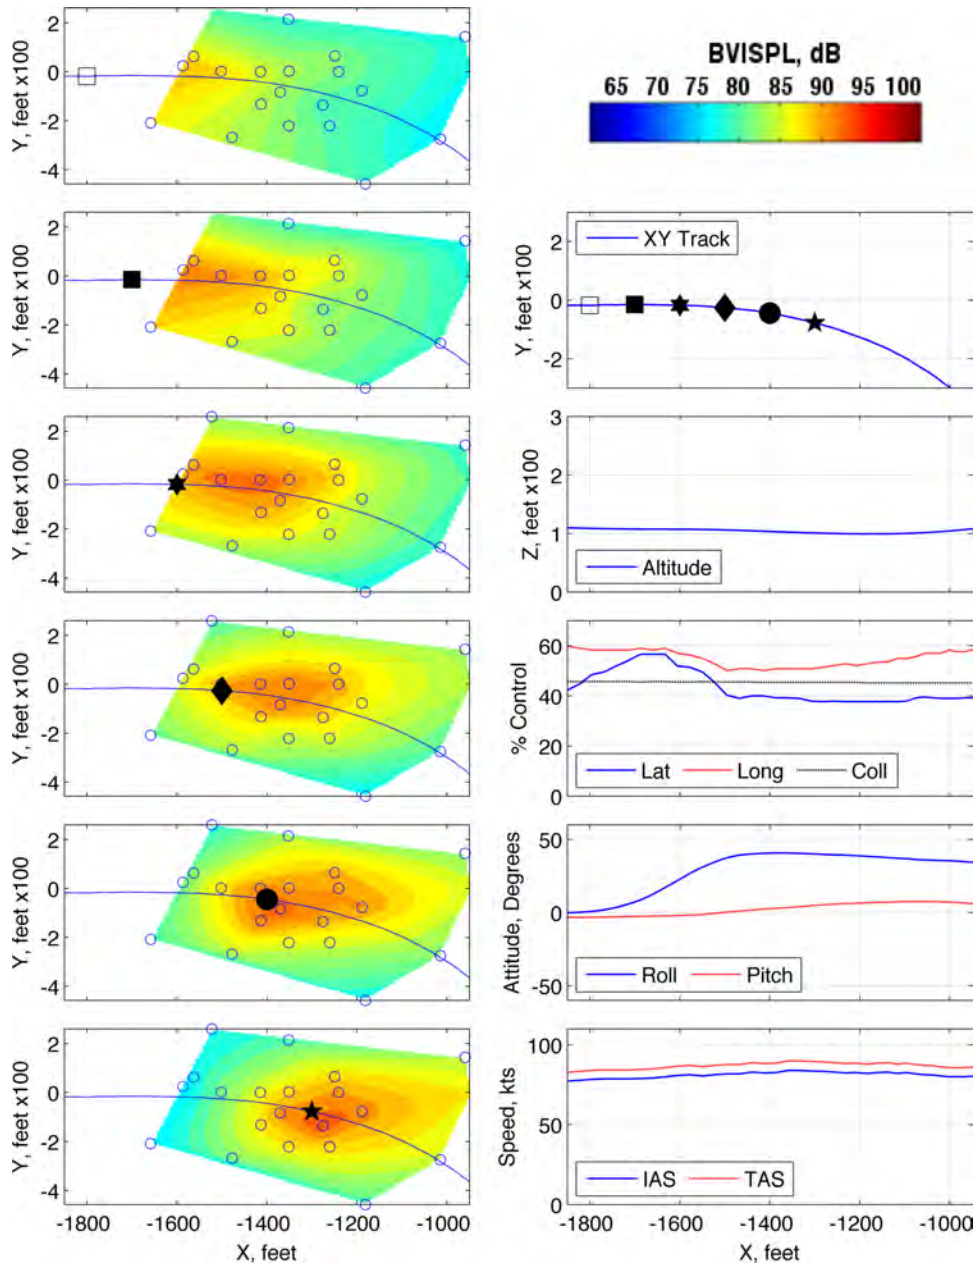 BVISPL, dB
65 70 75 78 85 90 95 100
2
0
-2
-4
Y, feet x100
2
0
-2
-4
Y, feet x100
XY Track
0
-2
Y, feet x100
2
0
-2
-4
Y, feet x100
3
2
1
0
Z, feet x100
Altitude
2
0
-2
-4
Y, feet x100
60
40
20
0
% Control
Lat Long Coll
2
0
-2
-4
Y, feet x100
50
0
-50
Attitude, Degrees
Roll Pitch
2
0
-2
-4
Y, feet x100
-1800 -1600 -1400 -1200 -1000
X, feet
100
50
0
Speed, kts
IAS TAS
-1800 -1600 -1400 -1200 -1000
X, feet